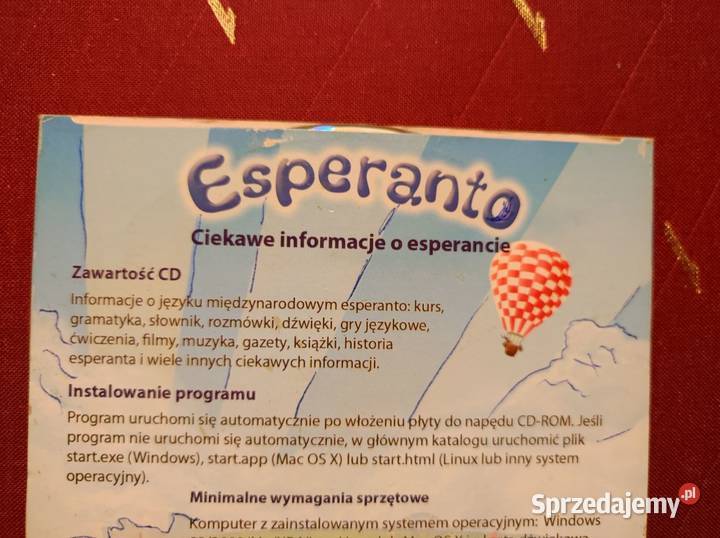 Esperanto
Ciekawe informacje o esperancie
Zawartość CD
Informacje o języku międzynarodowym esperanto: kurs,
gramatyka, słownik, rozmówki, dźwięki, gry językowe,
ćwiczenia, filmy, muzyka, gazety, książki, historia
esperanta i wiele innych ciekawych informacji.
Instalowanie programu
Program uruchomi się automatycznie po włożeniu płyty do napędu CD-ROM. Jeśli
program nie uruchomi się automatycznie, w głównym katalogu uruchomić plik
start.exe (Windows), start.app (Mac OS X) lub start.html (Linux lub inny system
operacyjny).
Minimalne wymagania sprzętowe
Komputer z zainstalowanym systemem operacyjnym: Windows
Sprzedajemy.pl